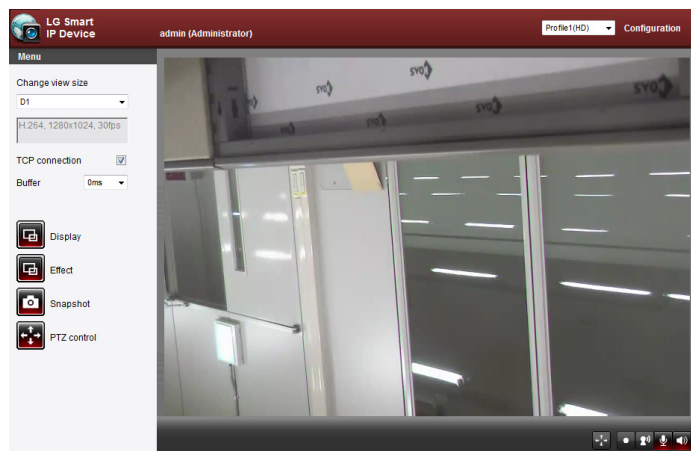 LG Smart
IP Device
admin (Administrator)
Profile1(HD)
Configuration
Menu
Change view size
D1
H.264, 1280x1024, 30fps
TCP connection
Buffer
0ms
Display
Effect
Snapshot
PTZ control